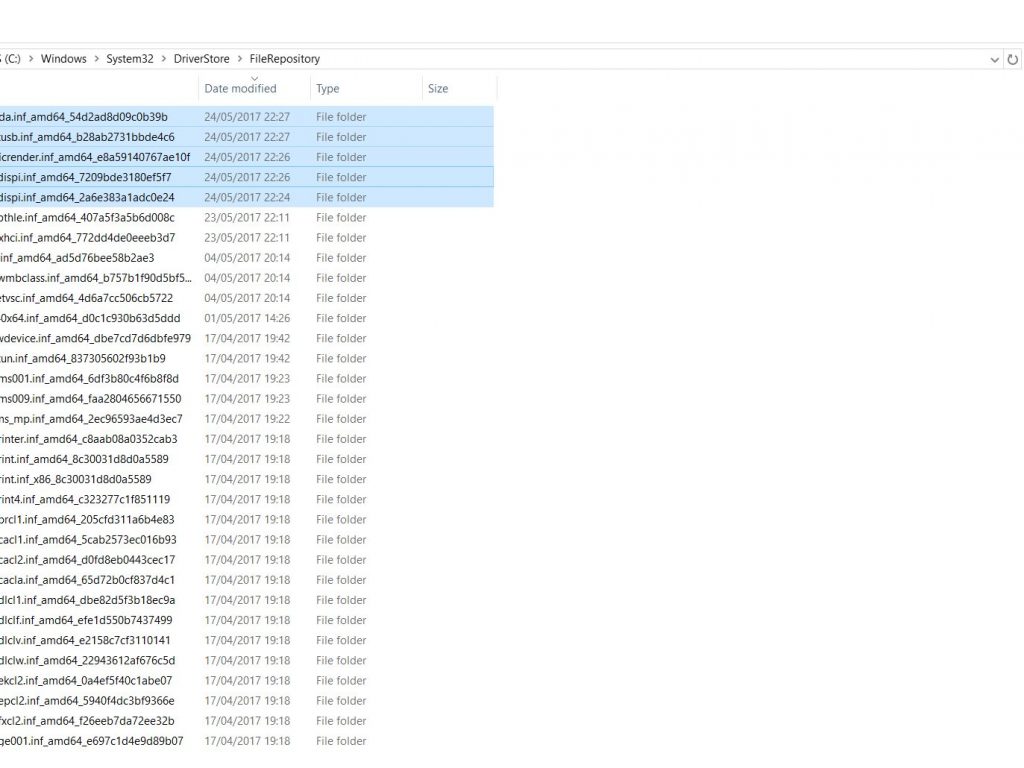 (C:) > Windows > System32 > DriverStore > FileRepository
Date modified Type Size
da.inf_amd64_54d2ad8d09c0b39b 24/05/2017 22:27 File folder
usb.inf_amd64_b28ab2731bbde4c6 24/05/2017 22:27 File folder
icrender.inf_amd64_e8a59140767ae10f 24/05/2017 22:26 File folder
dispi.inf_amd64_7209bde3180ef5f7 24/05/2017 22:26 File folder
dispi.inf_amd64_2a6e383a1adc0e24 24/05/2017 22:24 File folder
othle.inf_amd64_407a5f3a5b6d008c 23/05/2017 22:11 File folder
xhci.inf_amd64_772dd4de0eeeb3d7 23/05/2017 22:11 File folder
.inf_amd64_ad5d76bee58b2ae3 04/05/2017 20:14 File folder
wmbclass.inf_amd64_b757b1f90d5bf5... 04/05/2017 20:14 File folder
etvsc.inf_amd64_4d6a7cc506cb5722 04/05/2017 20:14 File folder
0x64.inf_amd64_d0c1c930b63d5ddd 01/05/2017 14:26 File folder
vdevice.inf_amd64_dbe7cd7d6dbfe979 17/04/2017 19:42 File folder
un.inf_amd64_837305602f93b1b9 17/04/2017 19:42 File folder
ms001.inf_amd64_6df3b80c4f6b8f8d 17/04/2017 19:23 File folder
ms009.inf_amd64_faa2804656671550 17/04/2017 19:23 File folder
ns_mp.inf_amd64_2ec96593ae4d3ec7 17/04/2017 19:22 File folder
rinter.inf_amd64_c8aab08a0352cab3 17/04/2017 19:18 File folder
rint.inf_amd64_8c30031d8d0a5589 17/04/2017 19:18 File folder
rint.inf_x86_8c30031d8d0a5589 17/04/2017 19:18 File folder
rint4.inf_amd64_c323277c1f851119 17/04/2017 19:18 File folder
prcl1.inf_amd64_205cfd311a6b4e83 17/04/2017 19:18 File folder
cacl1.inf_amd64_5cab2573ec016b93 17/04/2017 19:18 File folder
cacl2.inf_amd64_d0fd8eb0443cec17 17/04/2017 19:18 File folder
cacla.inf_amd64_65d72b0cf837d4c1 17/04/2017 19:18 File folder
dlcl1.inf_amd64_dbe82d5f3b18ec9a 17/04/2017 19:18 File folder
dlclf.inf_amd64_efe1d550b7437499 17/04/2017 19:18 File folder
dlclv.inf_amd64_e2158c7cf3110141 17/04/2017 19:18 File folder
dlclw.inf_amd64_22943612af676c5d 17/04/2017 19:18 File folder
ekcl2.inf_amd64_0a4ef5f40c1abe07 17/04/2017 19:18 File folder
epcl2.inf_amd64_5940f4dc3bf9366e 17/04/2017 19:18 File folder
fxcl2.inf_amd64_f26eeb7da72ee32b 17/04/2017 19:18 File folder
ge001.inf_amd64_e697c1d4e9d89b07 17/04/2017 19:18 File folder